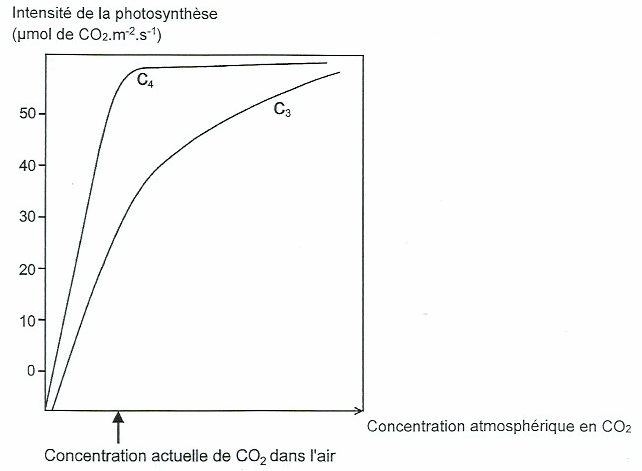 Intensité de la photosynthèse
(µmol de CO₂.m⁻².s⁻¹)
C₄
C₃
50
40
30
20
10
0
Concentration atmosphérique en CO₂
Concentration actuelle de CO₂ dans l'air